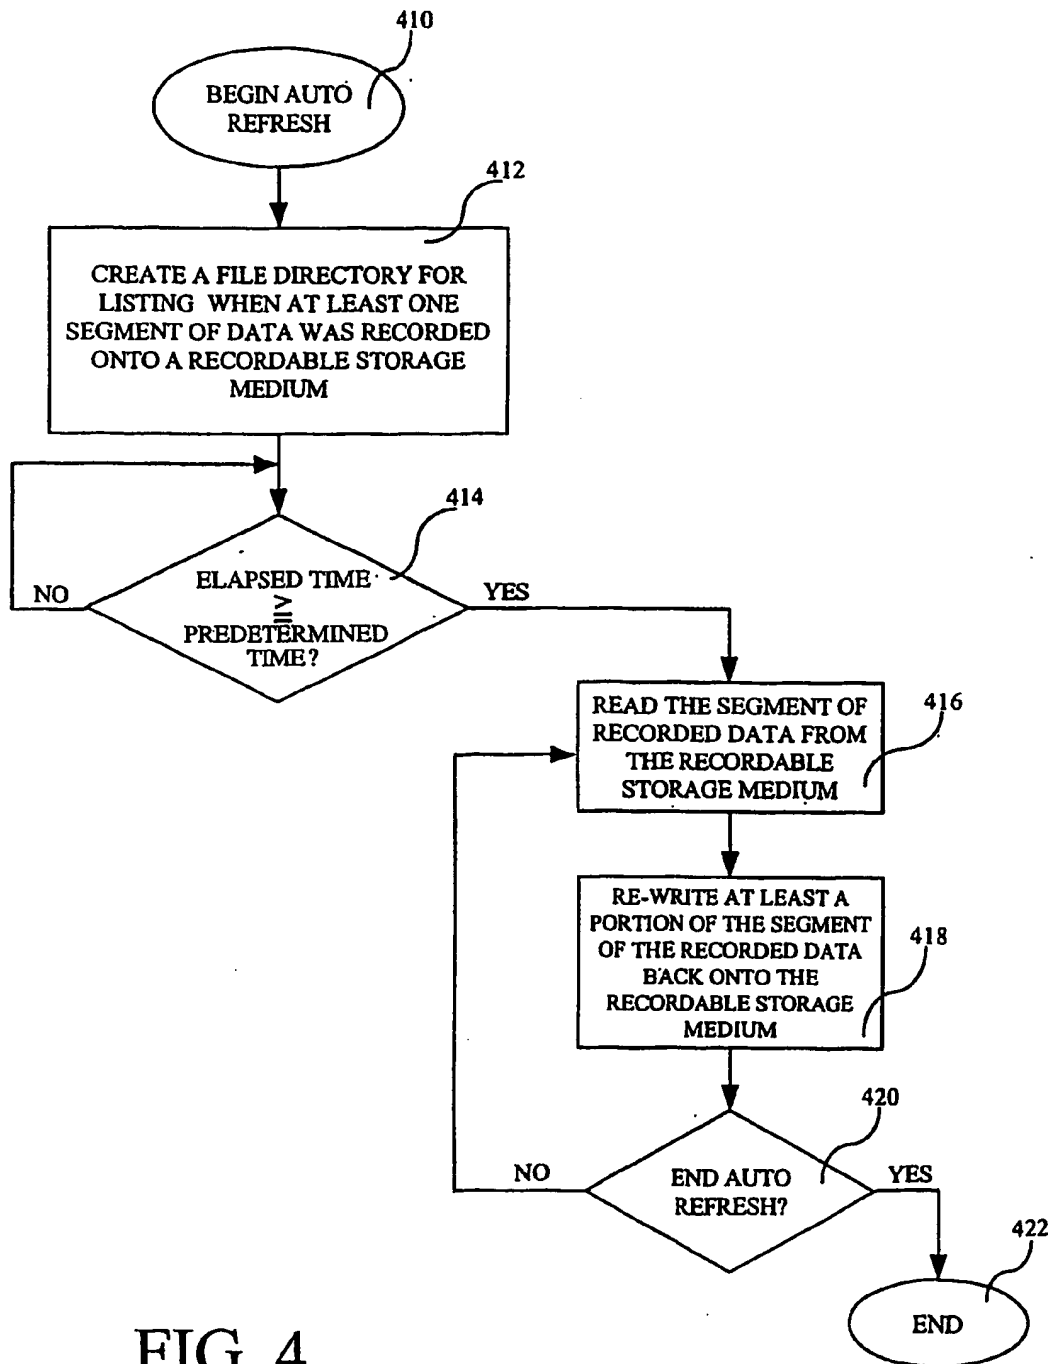 410
BEGIN AUTO
REFRESH
412
CREATE A FILE DIRECTORY FOR
LISTING WHEN AT LEAST ONE
SEGMENT OF DATA WAS RECORDED
ONTO A RECORDABLE STORAGE
MEDIUM
414
ELAPSED TIME
≧
PREDETERMINED
TIME?
NO
YES
READ THE SEGMENT OF
RECORDED DATA FROM
THE RECORDABLE
STORAGE MEDIUM
416
RE-WRITE AT LEAST A
PORTION OF THE SEGMENT
OF THE RECORDED DATA
BACK ONTO THE
RECORDABLE STORAGE
MEDIUM
418
420
END AUTO
REFRESH?
NO
YES
422
END
FIG. 4